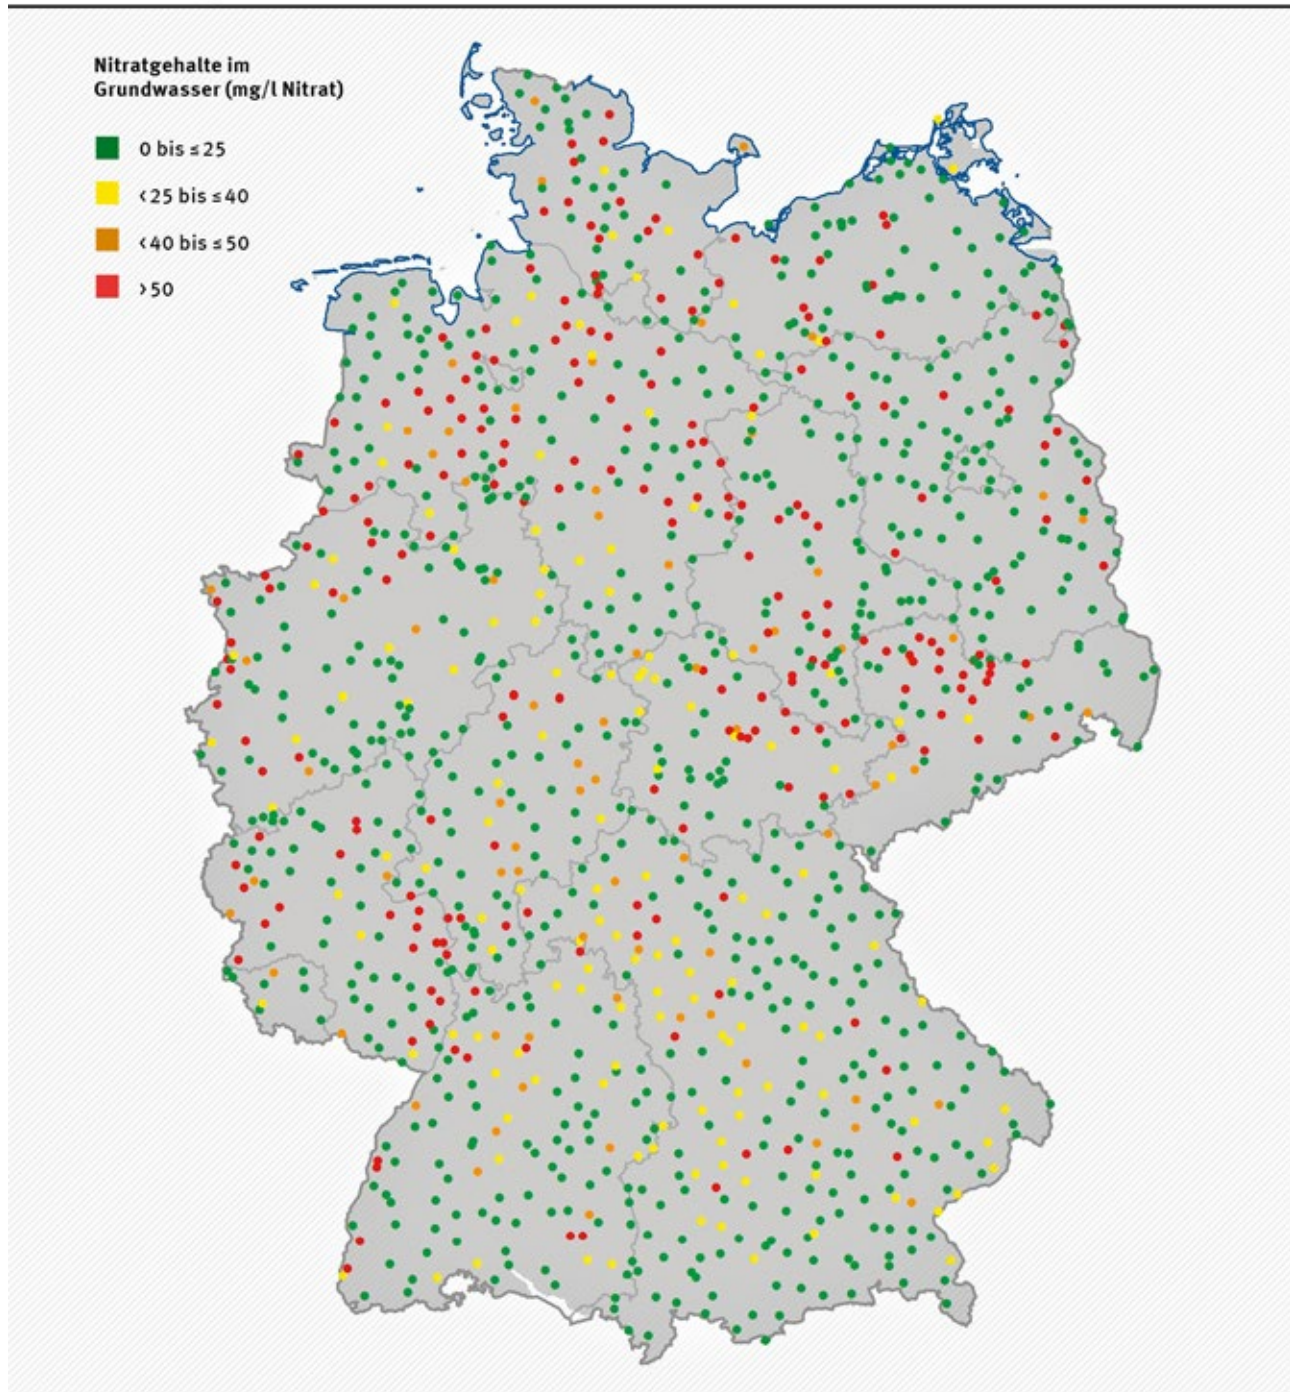 Nitratgehalte im
Grundwasser (mg/l Nitrat)
0 bis ≤25
<25 bis ≤40
<40 bis ≤50
>50